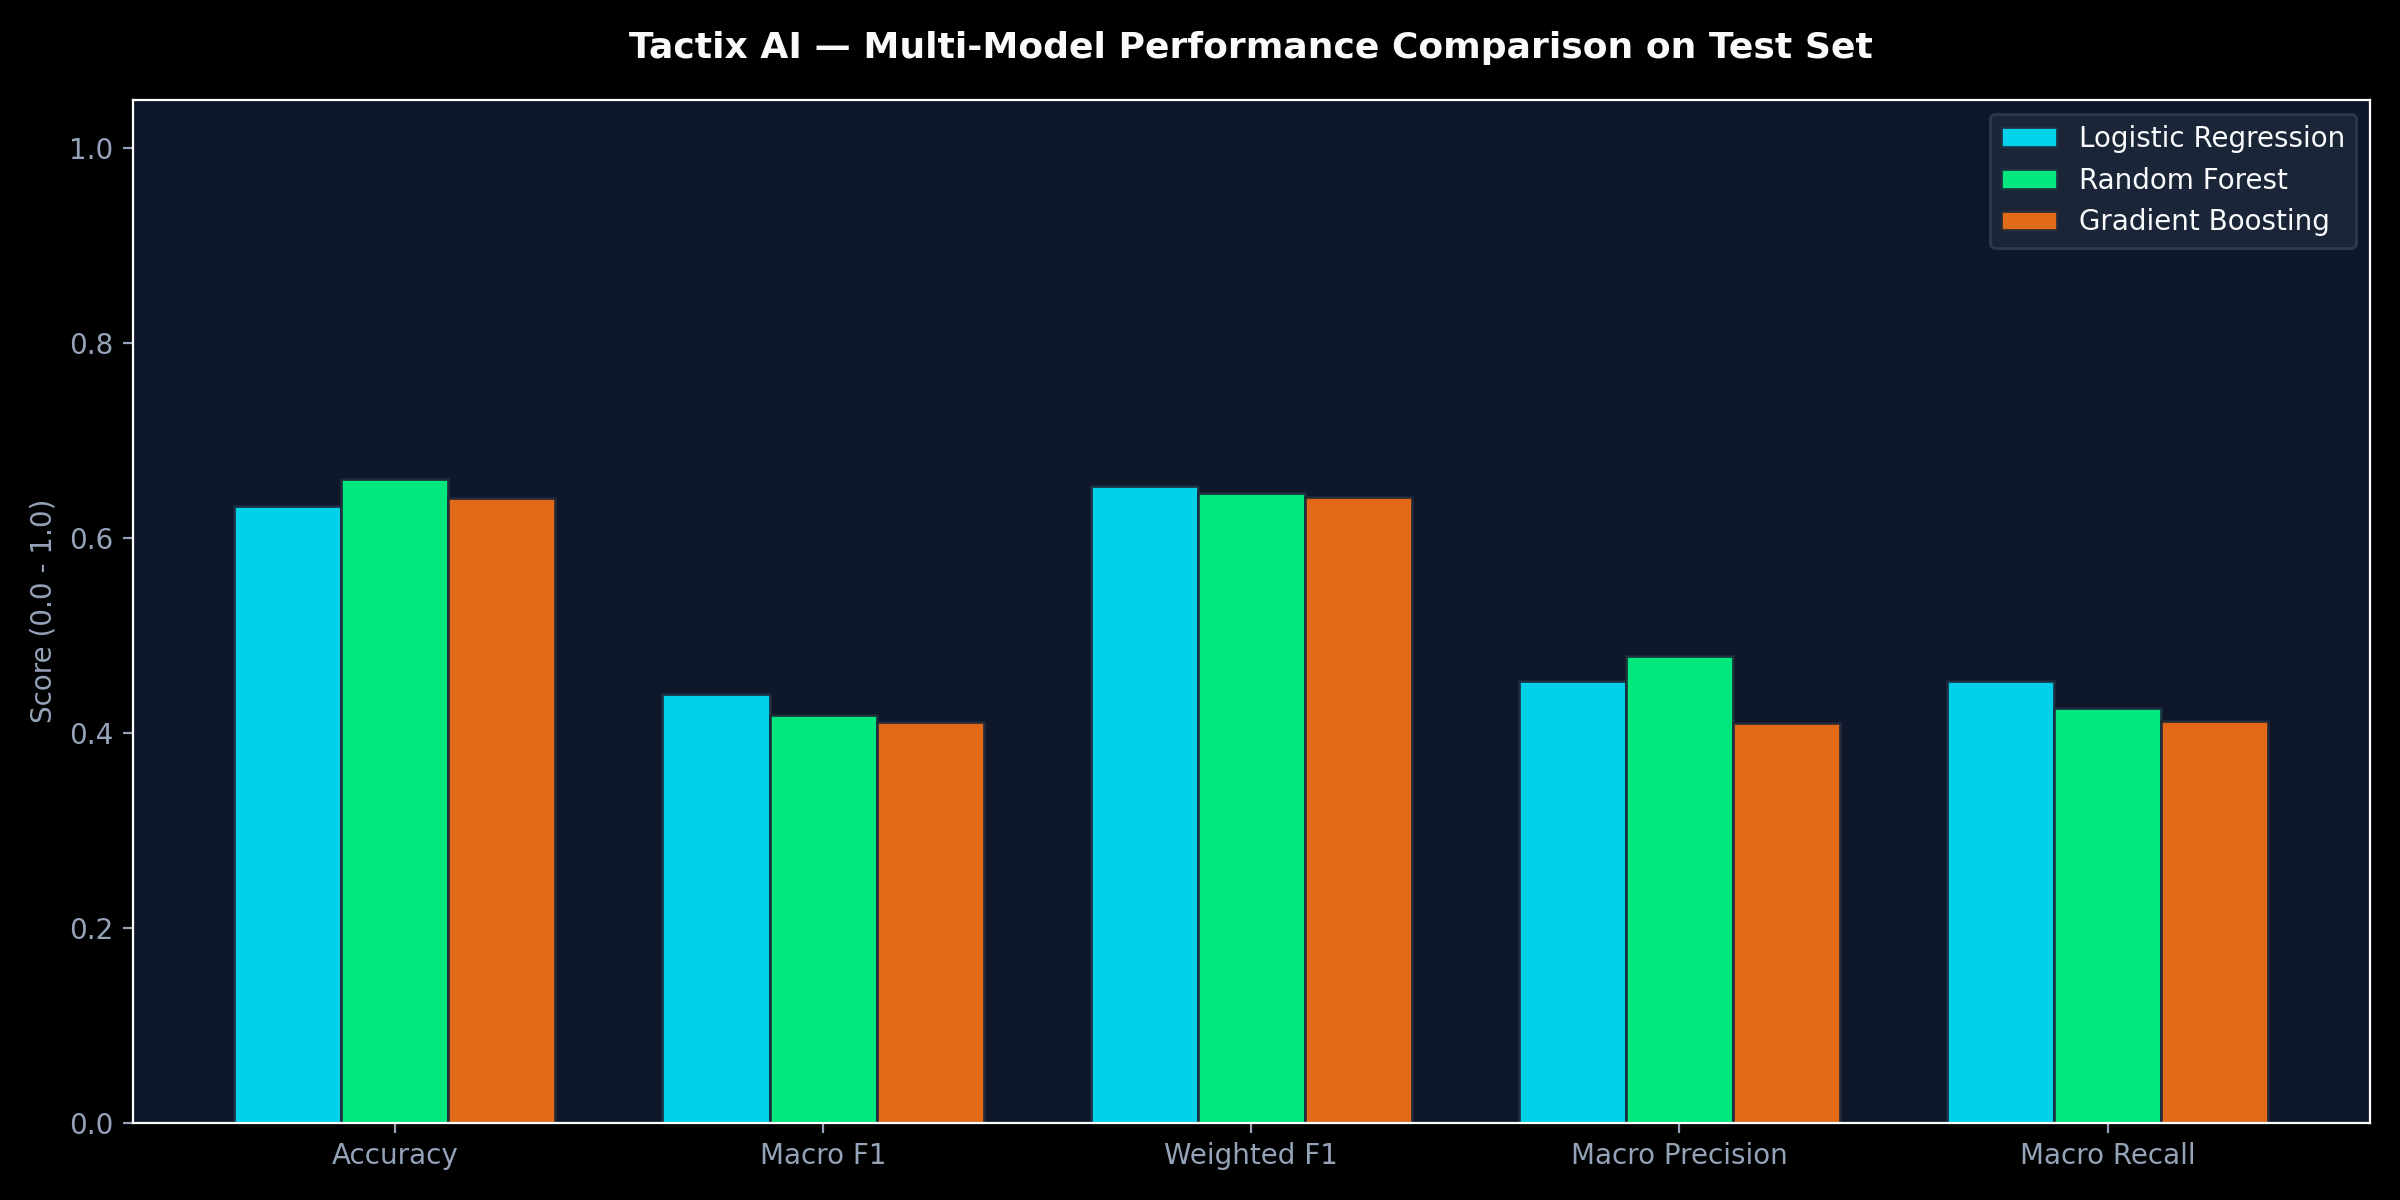 Tactix AI — Multi-Model Performance Comparison on Test Set
Logistic Regression
Random Forest
Gradient Boosting
Score (0.0 - 1.0)
1.0
0.8
0.6
0.4
0.2
0.0
Accuracy
Macro F1
Weighted F1
Macro Precision
Macro Recall